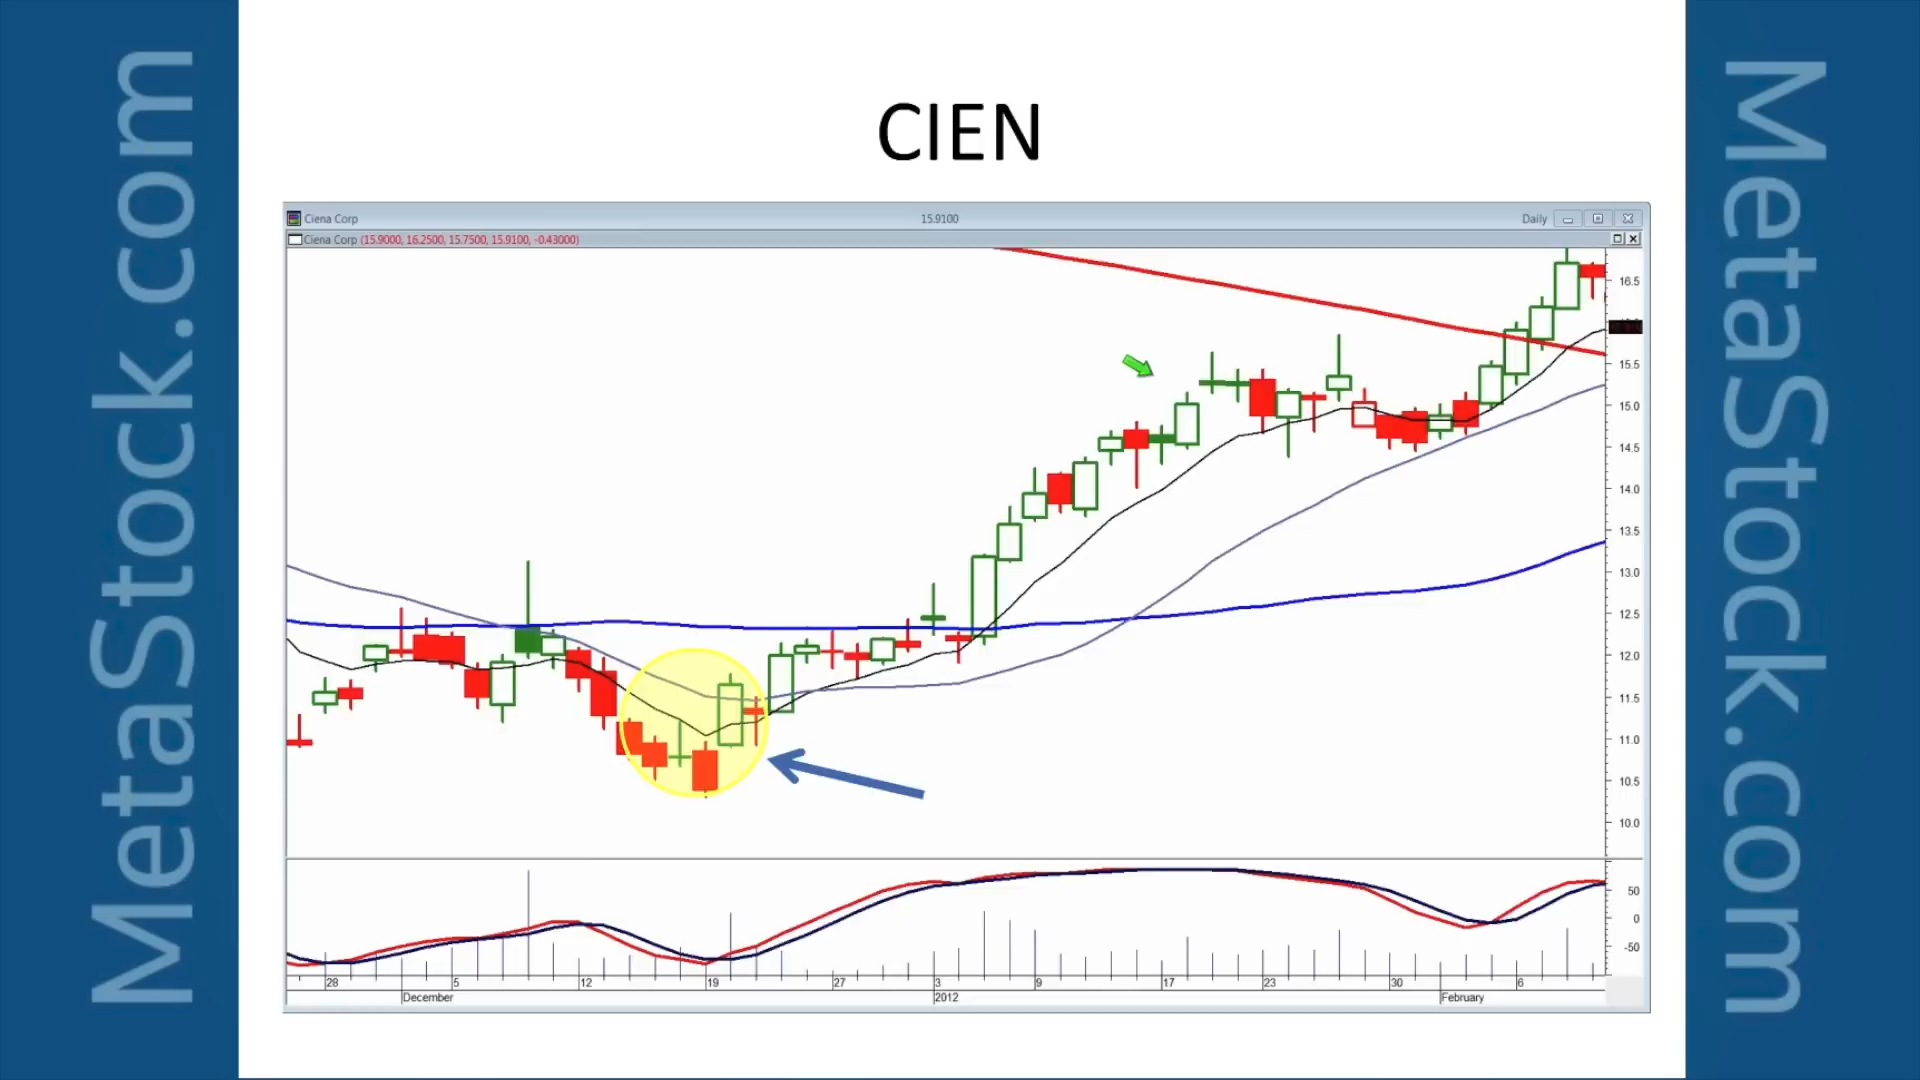 MetaStock.com
CIEN
Ciena Corp 15.9100 Daily
Ciena Corp (15.9000, 16.2500, 15.7500, 15.9100, -0.43000)
16.5
15.5
15.0
14.5
14.0
13.5
13.0
12.5
12.0
11.5
11.0
10.5
10.0
50
0
-50
28 5 12 19 27 3 9 17 23 30 6
December 2012 February
MetaStock.com